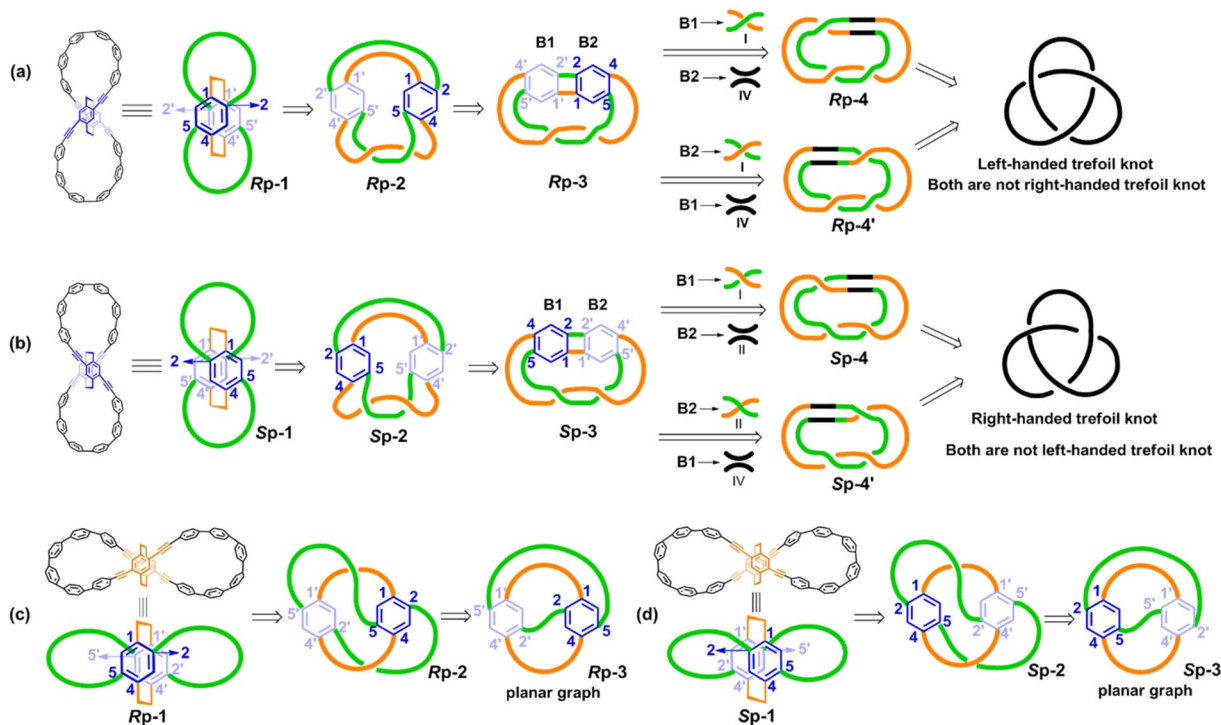 (a)
1
1'
2'
2
5
5'
4
4'
Rp-1
1'
1
2'
2
5'
5
4'
4
Rp-2
B1 B2
4' 2' 2 4
5' 1' 1 5
Rp-3
B1
I
B2
IV
Rp-4
B2
I
B1
IV
Rp-4'
Left-handed trefoil knot
Both are not right-handed trefoil knot
(b)
1'
1
2
2'
5'
5
4'
4
Sp-1
1
1'
2
2'
5
5'
4
4'
Sp-2
B1 B2
4 2 2' 4'
5 1 1' 5'
Sp-3
B1
I
B2
II
Sp-4
B2
II
B1
IV
Sp-4'
Right-handed trefoil knot
Both are not left-handed trefoil knot
(c)
1
1'
5'
2
5
2'
4
4'
Rp-1
1'
1
2
5'
5
2'
4'
4
Rp-2
1'
1
5'
2
2'
5
4'
4
Rp-3
planar graph
(d)
1'
1
2
5'
2'
5
4'
4
Sp-1
1
1'
5'
2
5
2'
4'
4
Sp-2
1
1'
2
5'
5
2'
4
4'
Sp-3
planar graph